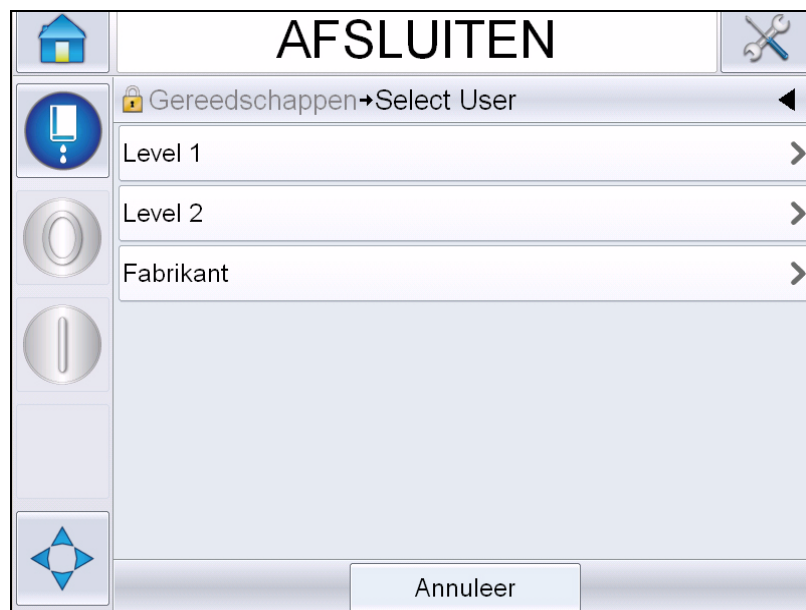 AFSLUITEN
Gereedschappen→Select User
Level 1
Level 2
Fabrikant
Annuleer